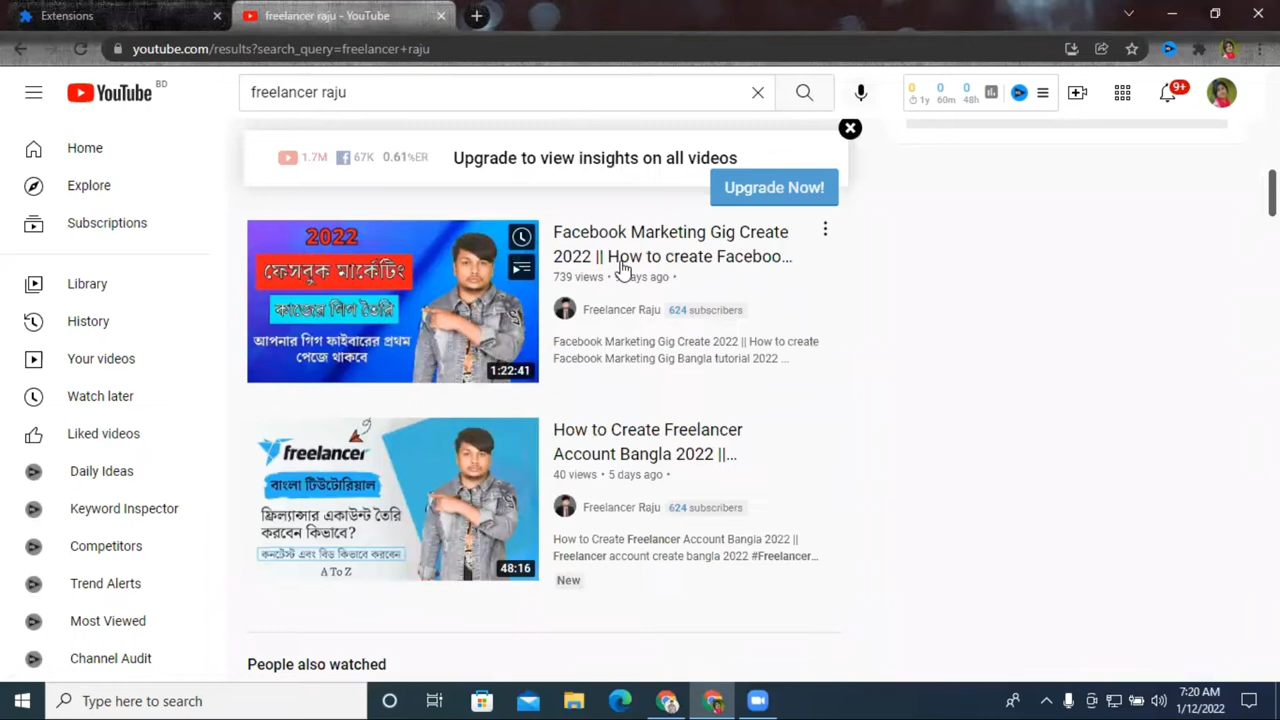 Extensions
freelancer raju - YouTube
youtube.com/results?search_query=freelancer+raju
YouTube BD
freelancer raju
0 0 0
1y 60m 48h
9+
Home
Explore
Subscriptions
Library
History
Your videos
Watch later
Liked videos
Daily Ideas
Keyword Inspector
Competitors
Trend Alerts
Most Viewed
Channel Audit
1.7M 67K 0.61%ER
Upgrade to view insights on all videos
Upgrade Now!
2022
ফেসবুক মার্কেটিং
কাজের গিগ তৈরি
আপনার গিগ ফাইবারের প্রথম
পেজে থাকবে
1:22:41
Facebook Marketing Gig Create
2022 || How to create Faceboo...
739 views • days ago •
Freelancer Raju 624 subscribers
Facebook Marketing Gig Create 2022 || How to create
Facebook Marketing Gig Bangla tutorial 2022 ...
freelancer
বাংলা টিউটোরিয়াল
ফ্রিল্যান্সার একাউন্ট তৈরি
করবেন কিভাবে?
কনটেস্ট এবং বিড কিভাবে করবেন
A To Z
48:16
How to Create Freelancer
Account Bangla 2022 ||...
40 views • 5 days ago •
Freelancer Raju 624 subscribers
How to Create Freelancer Account Bangla 2022 ||
Freelancer account create bangla 2022 #Freelancer...
New
People also watched
Type here to search
7:20 AM
1/12/2022